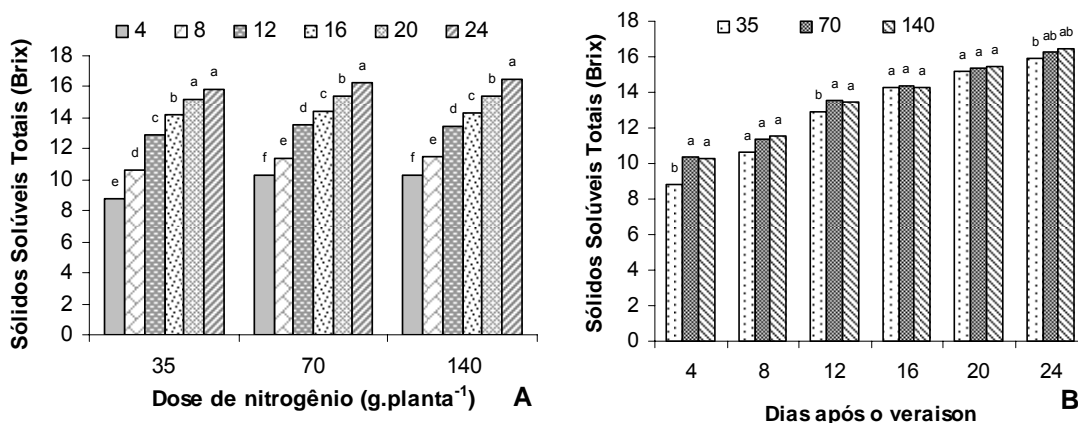 4 8 12 16 20 24
Sólidos Solúveis Totais (Brix)
18
16
14
12
10
8
6
4
2
0
e d c b a a
f e d c b a
f e d c b a
35 70 140
Dose de nitrogênio (g.planta⁻¹) A
35 70 140
Sólidos Solúveis Totais (Brix)
18
16
14
12
10
8
6
4
2
0
b a a
a a a
b a a
a a a
a a a
b ab ab
4 8 12 16 20 24
Dias após o veraison B